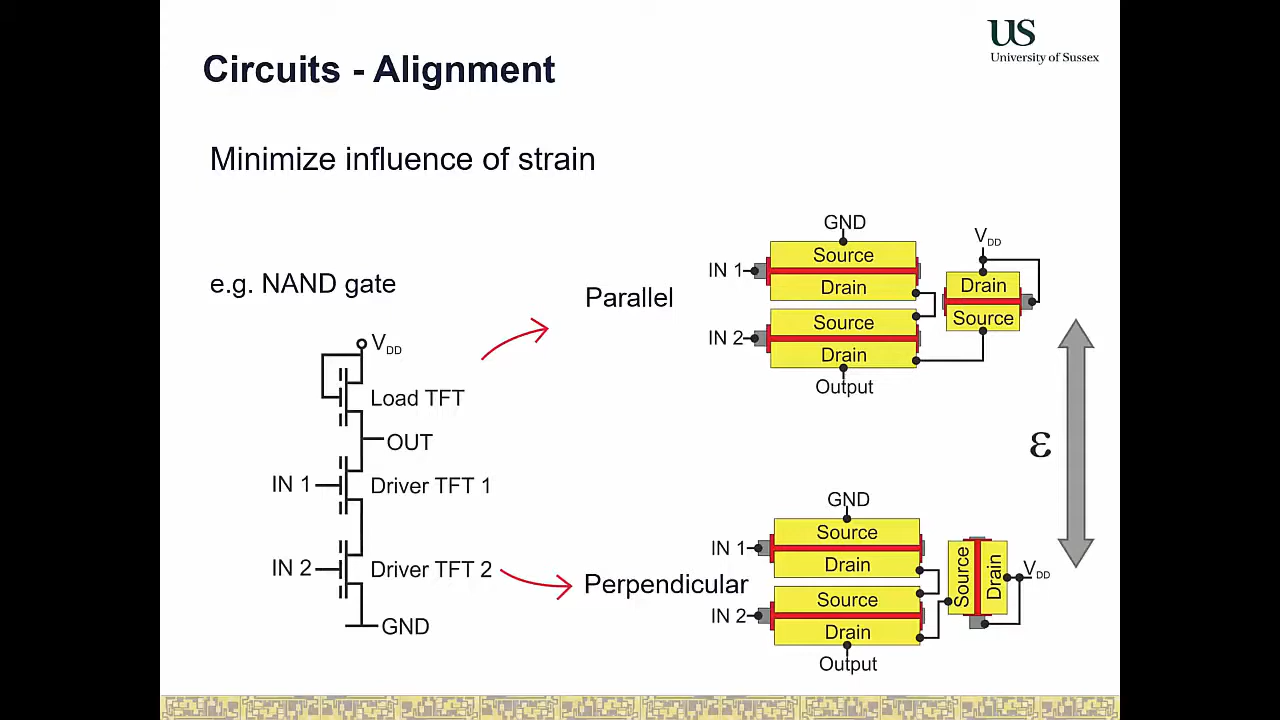 US
University of Sussex
Circuits - Alignment
Minimize influence of strain
e.g. NAND gate
VDD
Load TFT
OUT
IN 1
Driver TFT 1
IN 2
Driver TFT 2
GND
Parallel
GND
IN 1
Source
Drain
IN 2
Source
Drain
Output
VDD
Drain
Source
ε
Perpendicular
GND
IN 1
Source
Drain
IN 2
Source
Drain
Output
Source
Drain
VDD